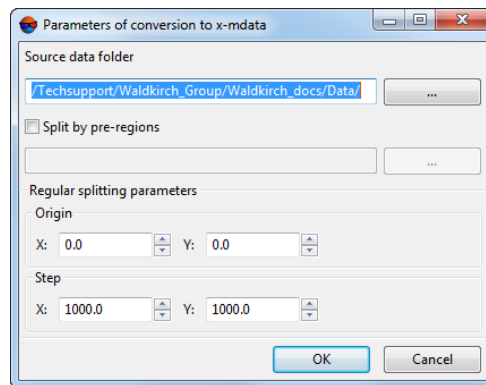 Parameters of conversion to x-mdata
Source data folder
/Techsupport/Waldkirch_Group/Waldkirch_docs/Data/ ...
Split by pre-regions
...
Regular splitting parameters
Origin
X: 0.0 Y: 0.0
Step
X: 1000.0 Y: 1000.0
OK Cancel